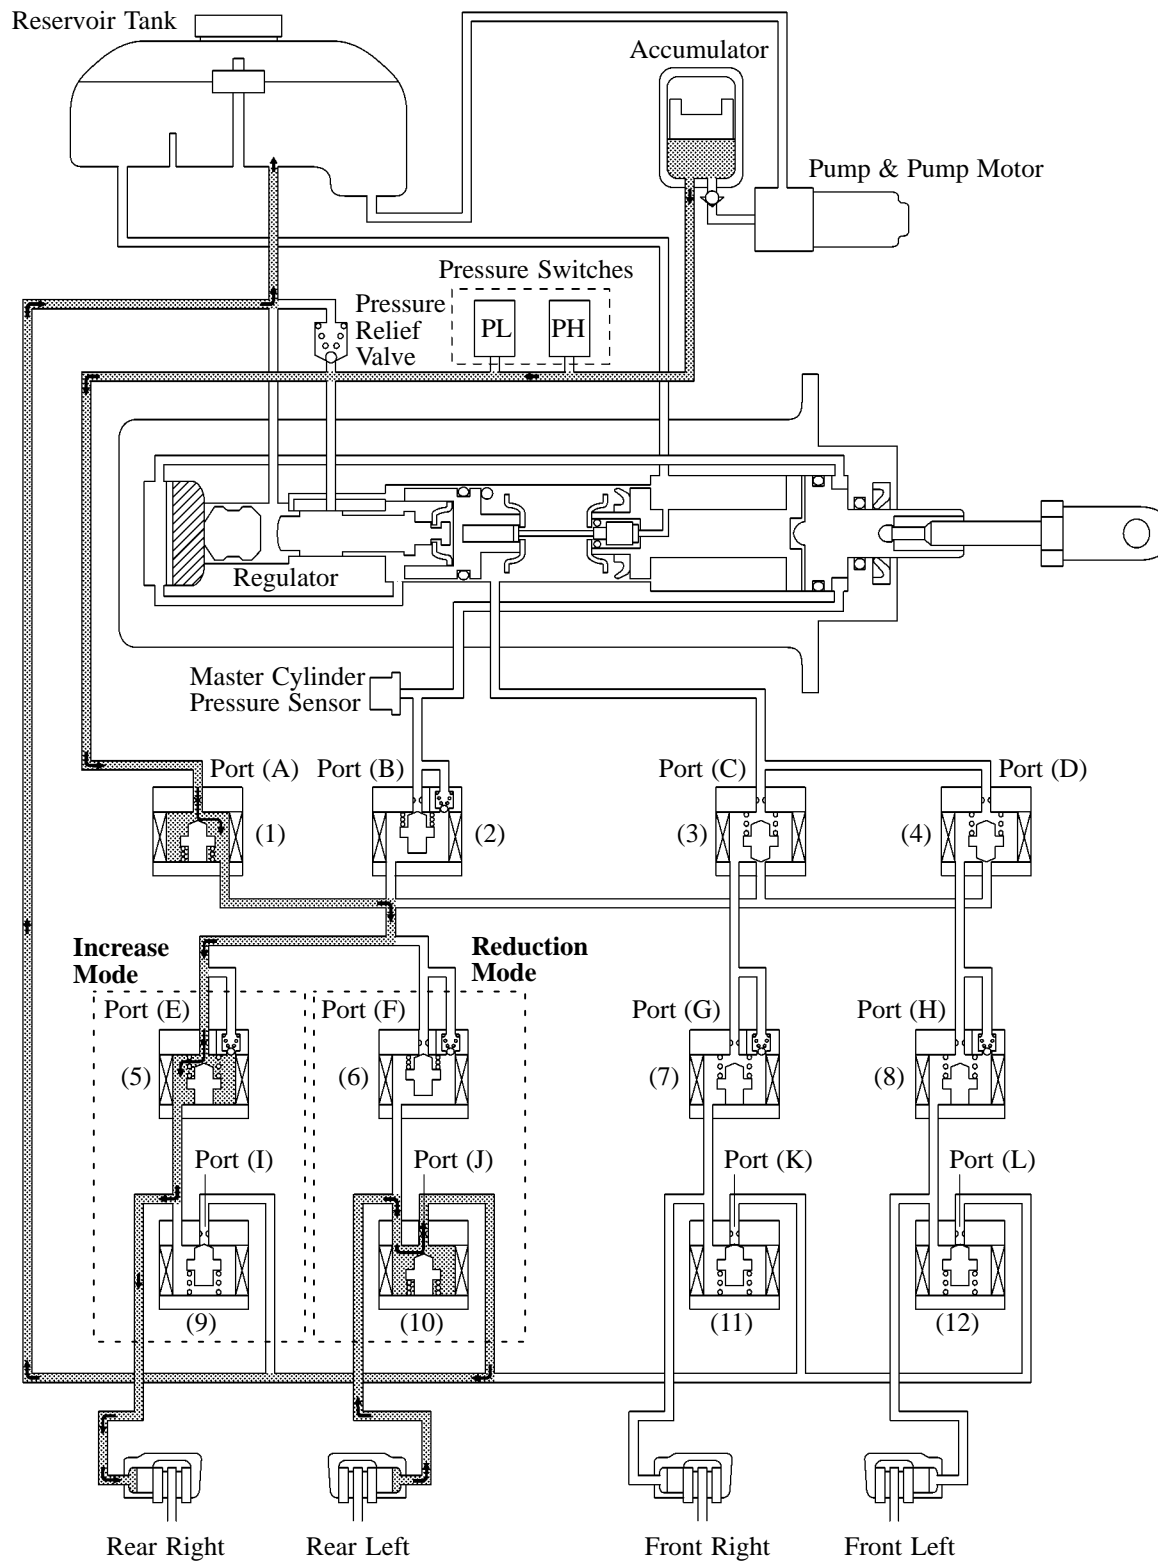 Reservoir Tank
Accumulator
Pump & Pump Motor
Pressure Switches
Pressure
Relief
Valve
PL
PH
Regulator
Master Cylinder
Pressure Sensor
Port (A)
Port (B)
Port (C)
Port (D)
(1)
(2)
(3)
(4)
Increase
Mode
Reduction
Mode
Port (E)
Port (F)
Port (G)
Port (H)
(5)
(6)
(7)
(8)
Port (I)
Port (J)
Port (K)
Port (L)
(9)
(10)
(11)
(12)
Rear Right
Rear Left
Front Right
Front Left